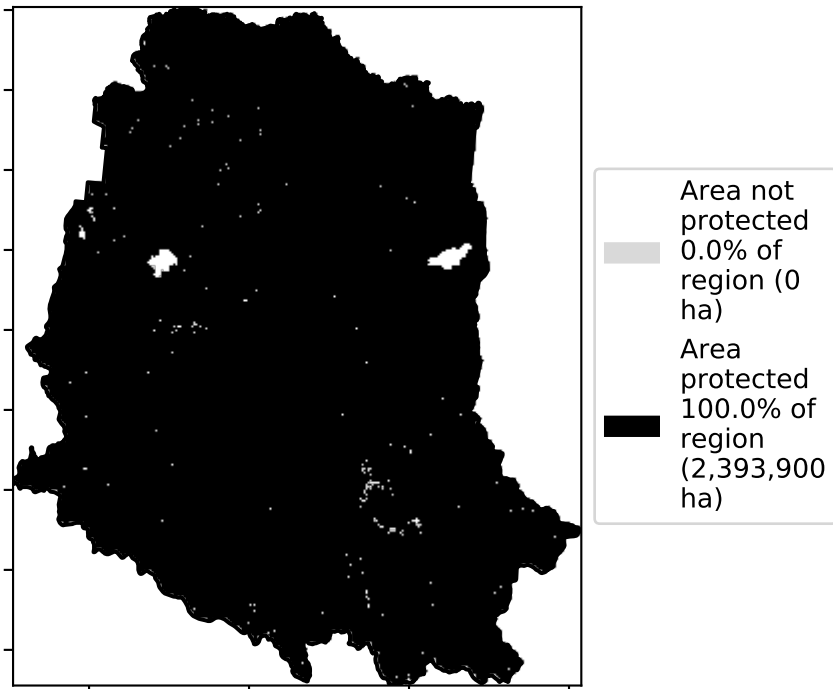 Area not
protected
0.0% of
region (0
ha)
Area
protected
100.0% of
region
(2,393,900
ha)